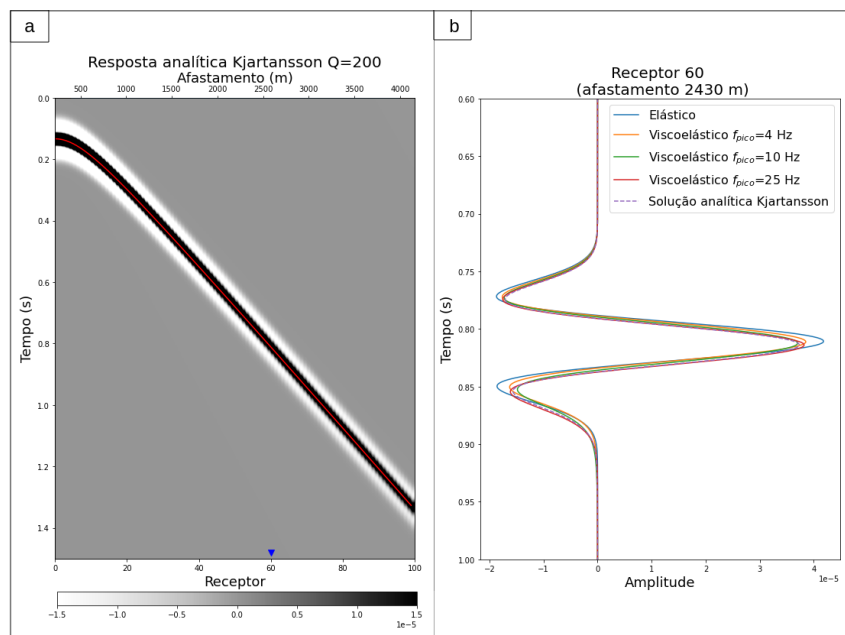 a
Resposta analítica Kjartansson Q=200
Afastamento (m)
500 1000 1500 2000 2500 3000 3500 4000
0.0
0.2
0.4
0.6
0.8
1.0
1.2
1.4
Tempo (s)
0 20 40 60 80 100
Receptor
−1.5 −1.0 −0.5 0.0 0.5 1.0 1.5
1e−5
b
Receptor 60
(afastamento 2430 m)
0.60
0.65
0.70
0.75
0.80
0.85
0.90
0.95
1.00
Tempo (s)
Elástico
Viscoelástico fpico=4 Hz
Viscoelástico fpico=10 Hz
Viscoelástico fpico=25 Hz
Solução analítica Kjartansson
−2 −1 0 1 2 3 4
1e−5
Amplitude